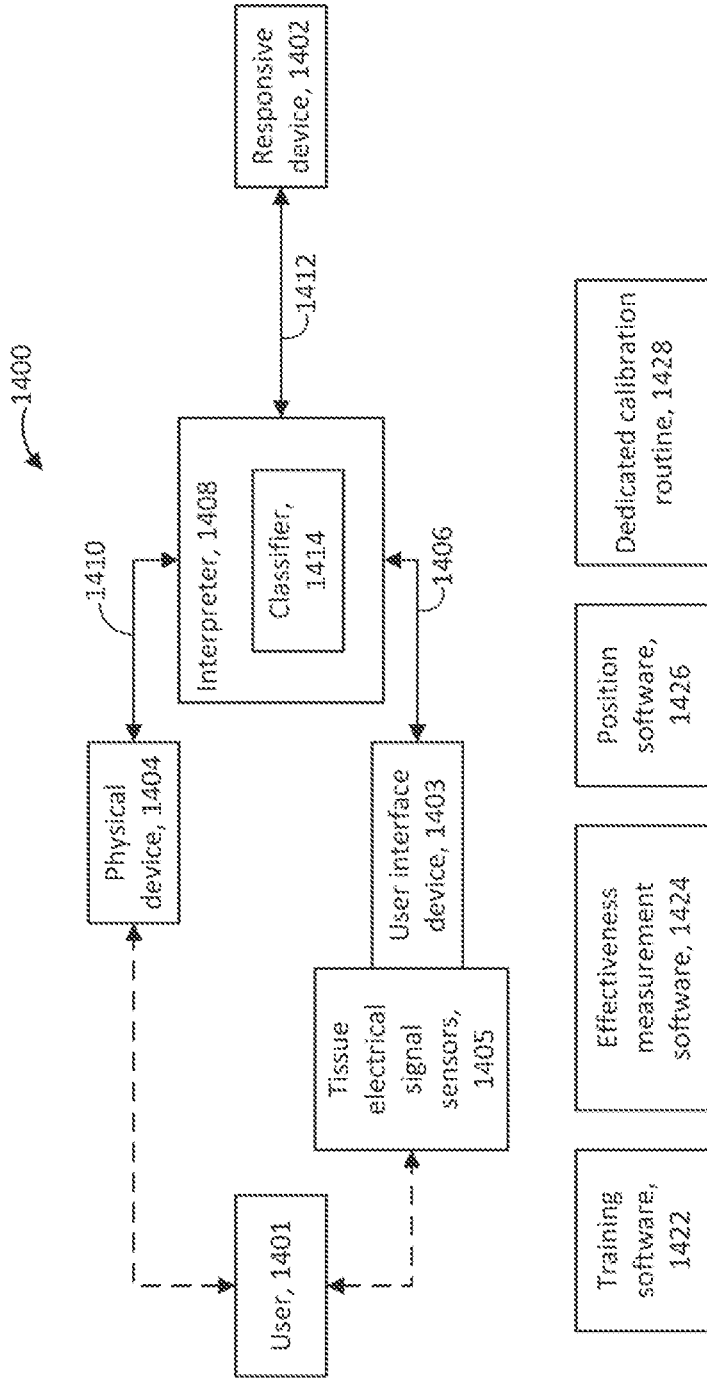 1400
User, 1401
Physical
device, 1404
1410
Tissue
electrical
signal
sensors,
1405
User interface
device, 1403
1406
Interpreter, 1408
Classifier,
1414
1412
Responsive
device, 1402
Training
software,
1422
Effectiveness
measurement
software, 1424
Position
software,
1426
Dedicated calibration
routine, 1428